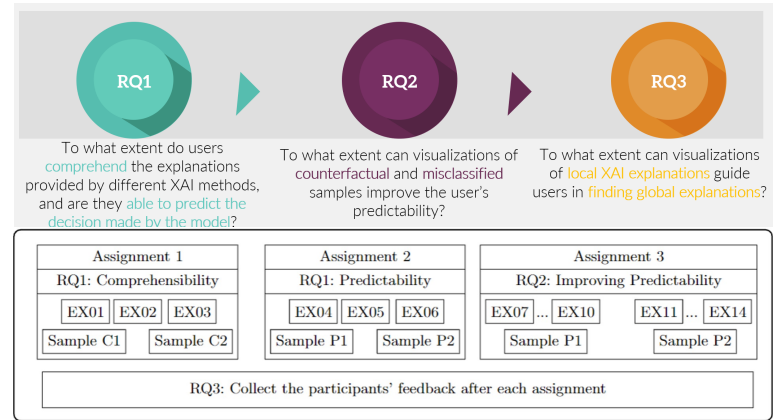 RQ1
RQ2
RQ3
To what extent do users
comprehend the explanations
provided by different XAI methods,
and are they able to predict the
decision made by the model?
To what extent can visualizations of
counterfactual and misclassified
samples improve the user's
predictability?
To what extent can visualizations
of local XAI explanations guide
users in finding global explanations?
Assignment 1
RQ1: Comprehensibility
EX01 EX02 EX03
Sample C1 Sample C2
Assignment 2
RQ1: Predictability
EX04 EX05 EX06
Sample P1 Sample P2
Assignment 3
RQ2: Improving Predictability
EX07 ... EX10 EX11 ... EX14
Sample P1 Sample P2
RQ3: Collect the participants' feedback after each assignment